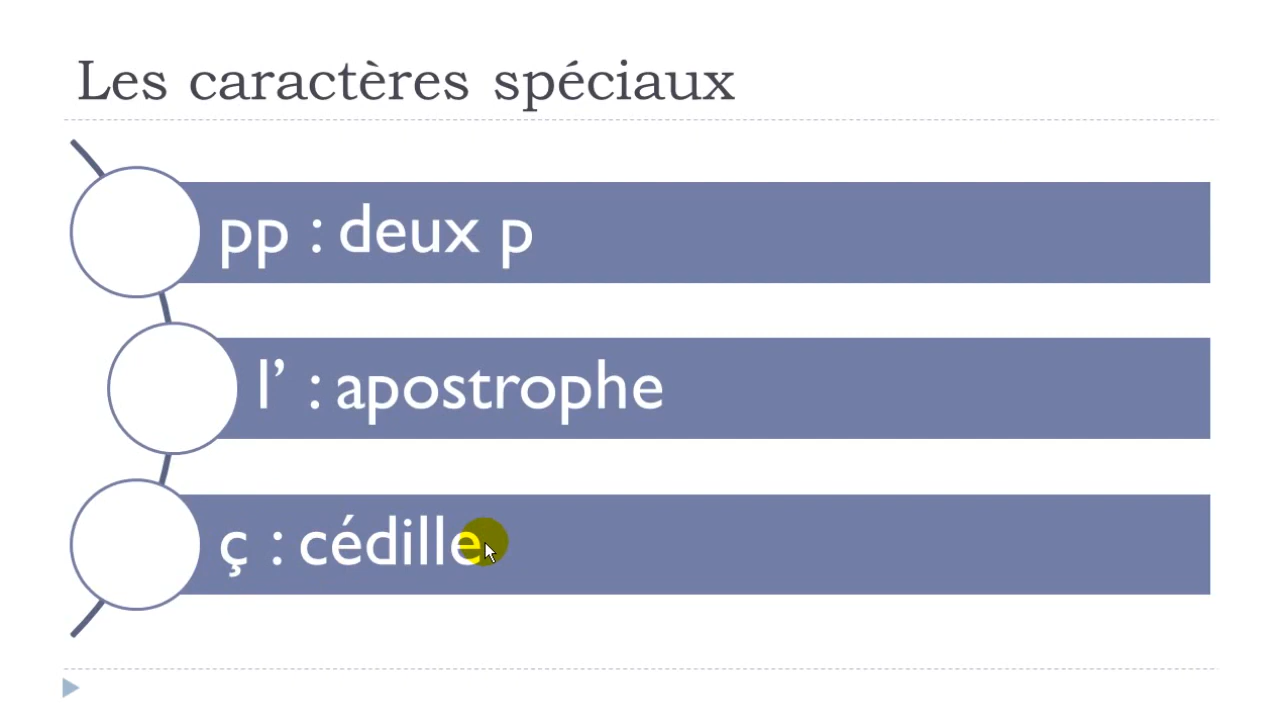 Les caractères spéciaux
pp : deux p
l’ : apostrophe
ç : cédille